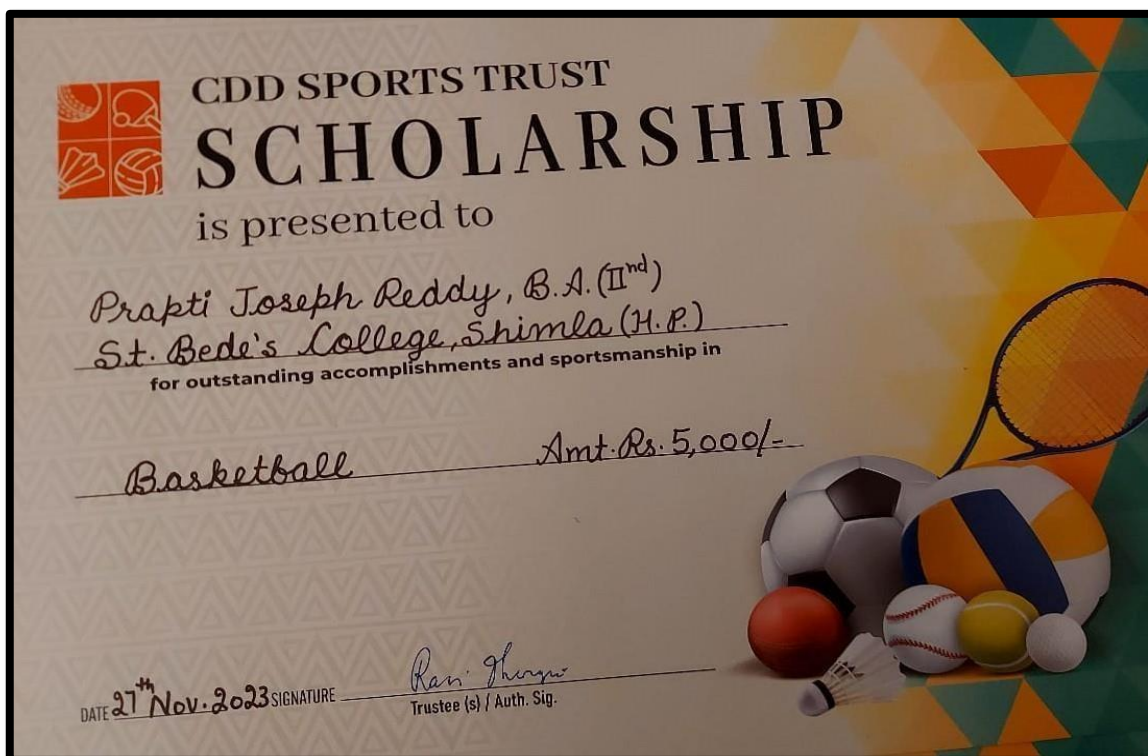 CDD SPORTS TRUST
SCHOLARSHIP
is presented to
Prapti Joseph Reddy, B.A.(IInd)
St. Bede's College, Shimla (H.P.)
for outstanding accomplishments and sportsmanship in
Basketball Amt. Rs. 5,000/-
DATE 27th Nov. 2023 SIGNATURE
Trustee (s) / Auth. Sig.